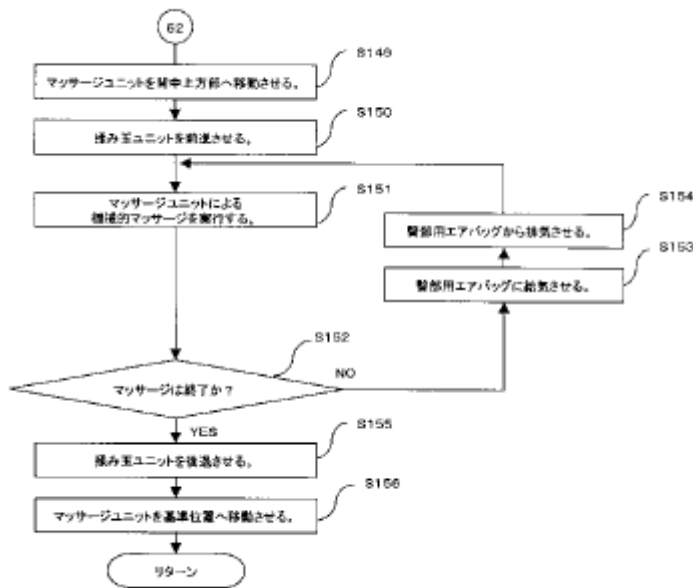 62
S149
マッサージユニットを背中上方部へ移動させる。
S150
揉み玉ユニットを前進させる。
S151
マッサージユニットによる
機械的マッサージを実行する。
S154
臀部用エアバッグから排気させる。
S153
臀部用エアバッグに給気させる。
S152
マッサージは終了か？
NO
YES
S155
揉み玉ユニットを後退させる。
S156
マッサージユニットを基準位置へ移動させる。
リターン